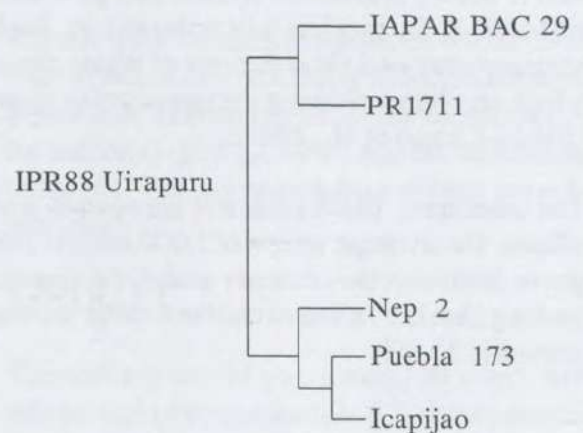 IAPAR BAC 29
PR1711
IPR88 Uirapuru
Nep 2
Puebla 173
Icapijao